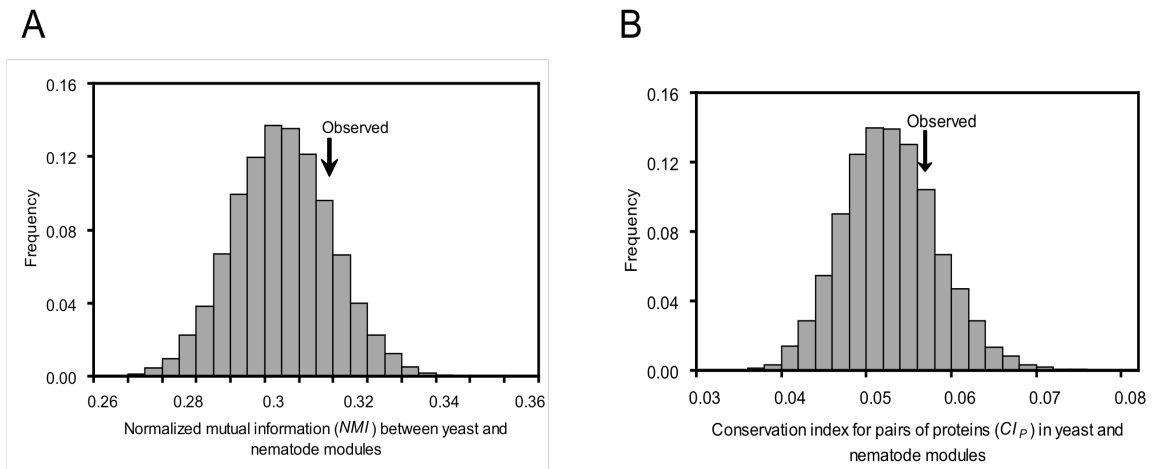 A
0.16
0.12
0.08
0.04
0.00
Frequency
Observed
0.26 0.28 0.3 0.32 0.34 0.36
Normalized mutual information (NMI) between yeast and
nematode modules
B
0.16
0.12
0.08
0.04
0.00
Frequency
Observed
0.03 0.04 0.05 0.06 0.07 0.08
Conservation index for pairs of proteins (CI P) in yeast and
nematode modules